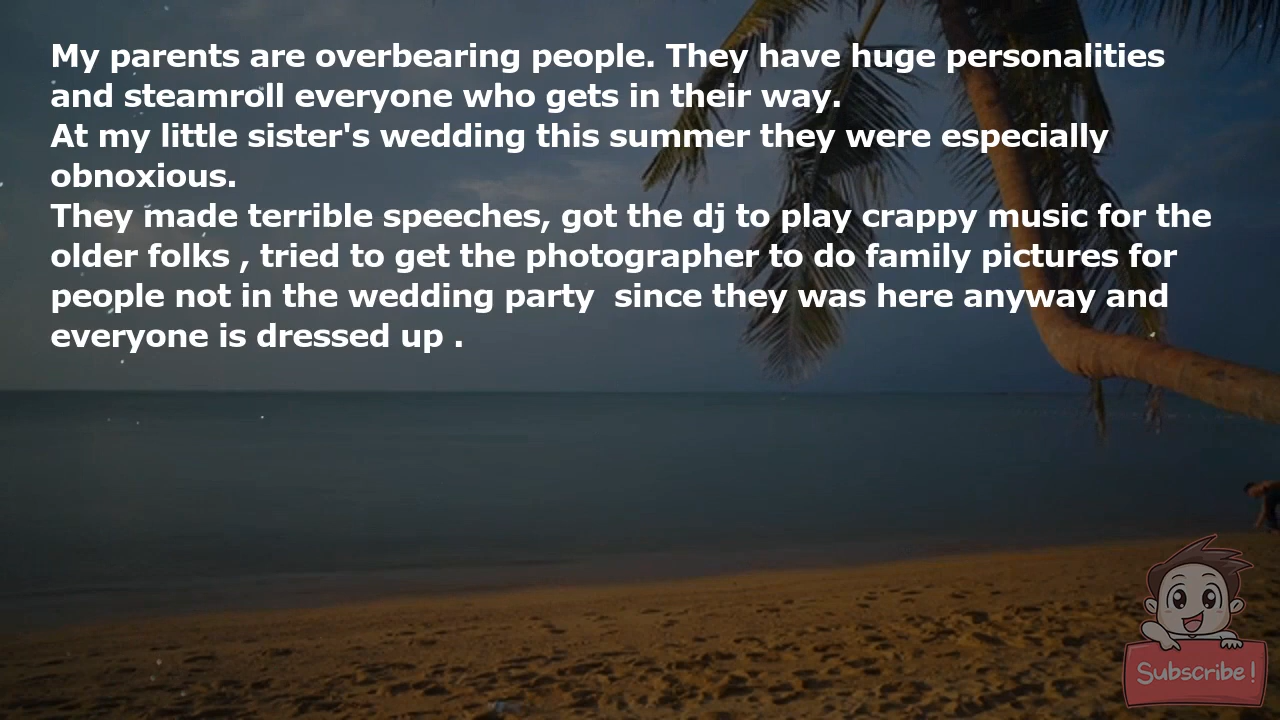 My parents are overbearing people. They have huge personalities
and steamroll everyone who gets in their way.
At my little sister's wedding this summer they were especially
obnoxious.
They made terrible speeches, got the dj to play crappy music for the
older folks , tried to get the photographer to do family pictures for
people not in the wedding party  since they was here anyway and
everyone is dressed up .
Subscribe!